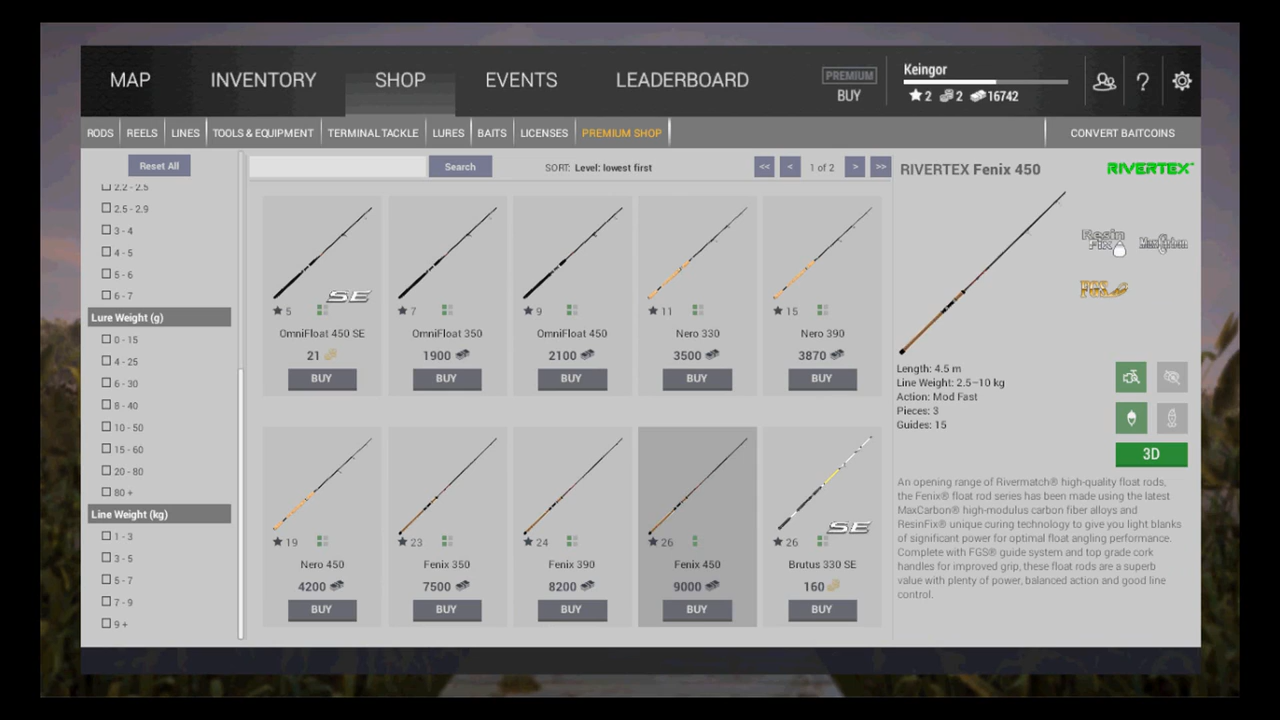 MAP INVENTORY SHOP EVENTS LEADERBOARD PREMIUM BUY Keingor
2 2 16742
RODS REELS LINES TOOLS & EQUIPMENT TERMINAL TACKLE LURES BAITS LICENSES PREMIUM SHOP CONVERT BAITCOINS
Reset All
2.2 - 2.5
2.5 - 2.9
3 - 4
4 - 5
5 - 6
6 - 7
Lure Weight (g)
0 - 15
4 - 25
6 - 30
8 - 40
10 - 50
15 - 60
20 - 80
80 +
Line Weight (kg)
1 - 3
3 - 5
5 - 7
7 - 9
9 +
Search SORT: Level: lowest first << < 1 of 2 > >>
5 SE 7 9 11 15
OmniFloat 450 SE OmniFloat 350 OmniFloat 450 Nero 330 Nero 390
21 1900 2100 3500 3870
BUY BUY BUY BUY BUY
19 23 24 26 26 SE
Nero 450 Fenix 350 Fenix 390 Fenix 450 Brutus 330 SE
4200 7500 8200 9000 160
BUY BUY BUY BUY BUY
RIVERTEX Fenix 450 RIVERTEX
Resin Fix MaxCarbon
FGS
Length: 4.5 m
Line Weight: 2.5–10 kg
Action: Mod Fast
Pieces: 3
Guides: 15
3D
An opening range of Rivermatch® high-quality float rods,
the Fenix® float rod series has been made using the latest
MaxCarbon® high-modulus carbon fiber alloys and
ResinFix® unique curing technology to give you light blanks
of significant power for optimal float angling performance.
Complete with FGS® guide system and top grade cork
handles for improved grip, these float rods are a superb
value with plenty of power, balanced action and good line
control.